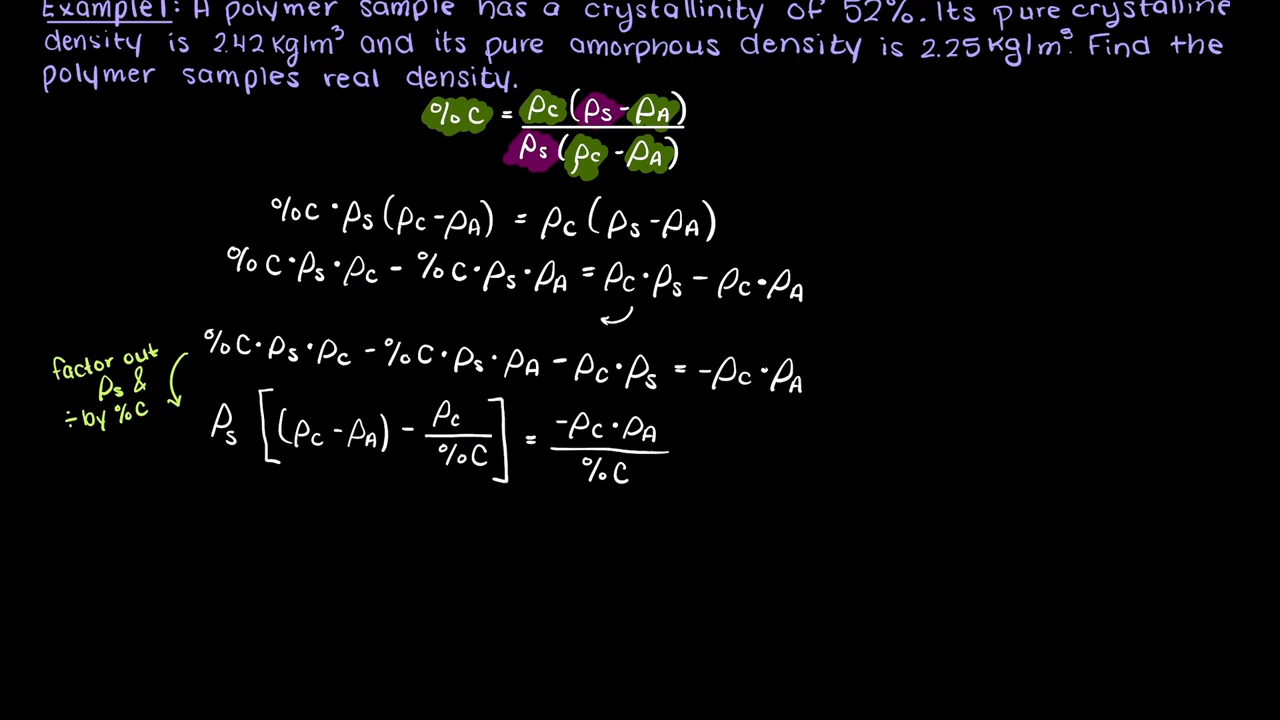 Example 1: A polymer sample has a crystallinity of 52%. Its pure crystalline
density is 2.42 Kg/m³ and its pure amorphous density is 2.25 Kg/m³. Find the
polymer samples real density.
%C = ρc(ρs-ρA) / ρs(ρc-ρA)
%C·ρs(ρc-ρA) = ρc(ρs-ρA)
%C·ρs·ρc - %C·ρs·ρA = ρc·ρs - ρc·ρA
%C·ρs·ρc - %C·ρs·ρA - ρc·ρs = -ρc·ρA
factor out
ρs &
÷ by %C
ρs [(ρc-ρA) - ρc/%C] = -ρc·ρA/%C